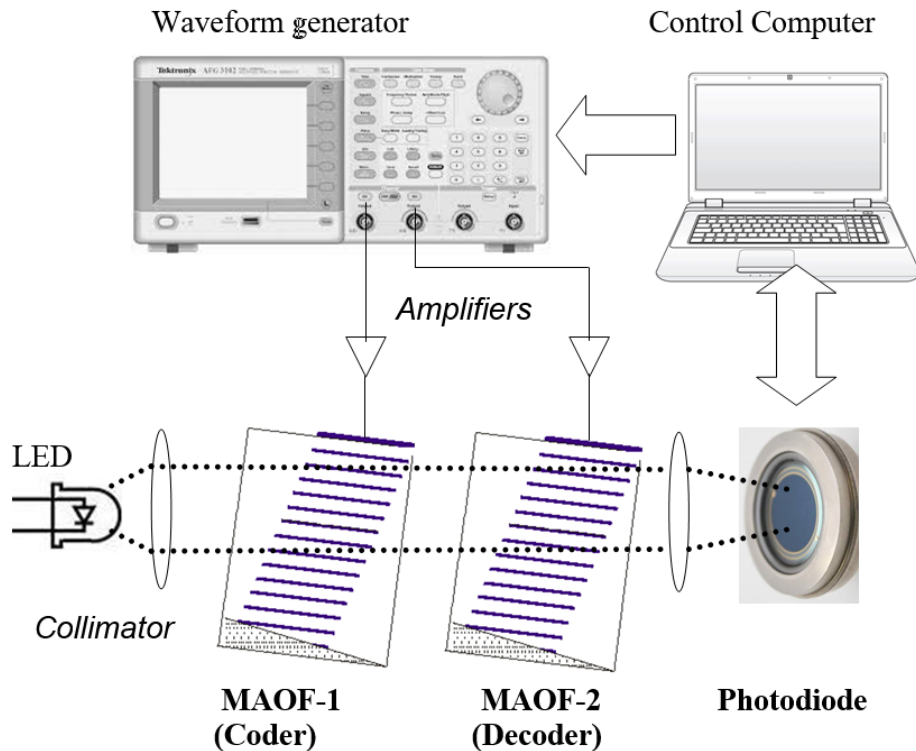 Waveform generator
Control Computer
Tektronix AFG 3102
Amplifiers
LED
Collimator
MAOF-1
(Coder)
MAOF-2
(Decoder)
Photodiode